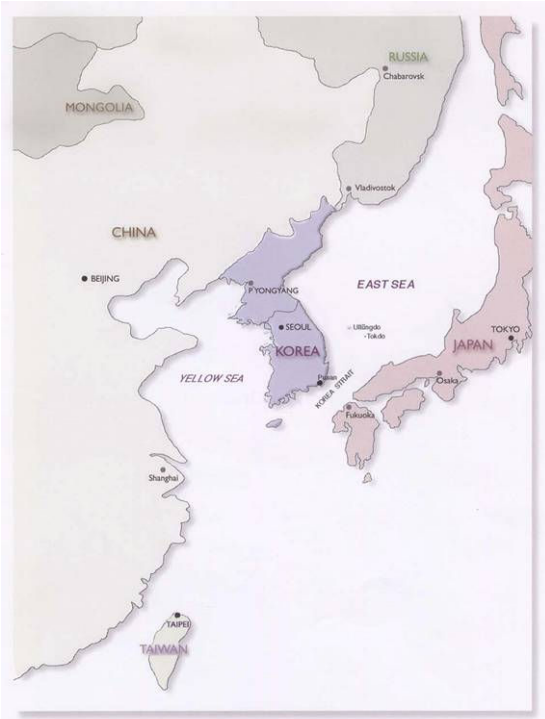 RUSSIA
Chabarovsk
MONGOLIA
Vladivostok
CHINA
BEIJING
EAST SEA
PYONGYANG
SEOUL
Ullŭngdo
Tokdo
TOKYO
KOREA
JAPAN
YELLOW SEA
Pusan
KOREA STRAIT
Osaka
Fukuoka
Shanghai
TAIPEI
TAIWAN